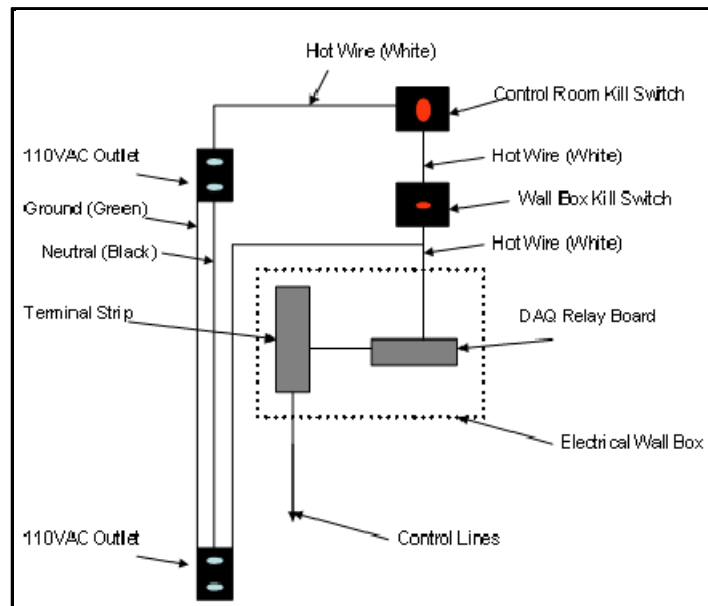 Hot Wire (White)
Control Room Kill Switch
110VAC Outlet
Hot Wire (White)
Ground (Green)
Wall Box Kill Switch
Neutral (Black)
Hot Wire (White)
Terminal Strip
DAQ Relay Board
Electrical Wall Box
110VAC Outlet
Control Lines